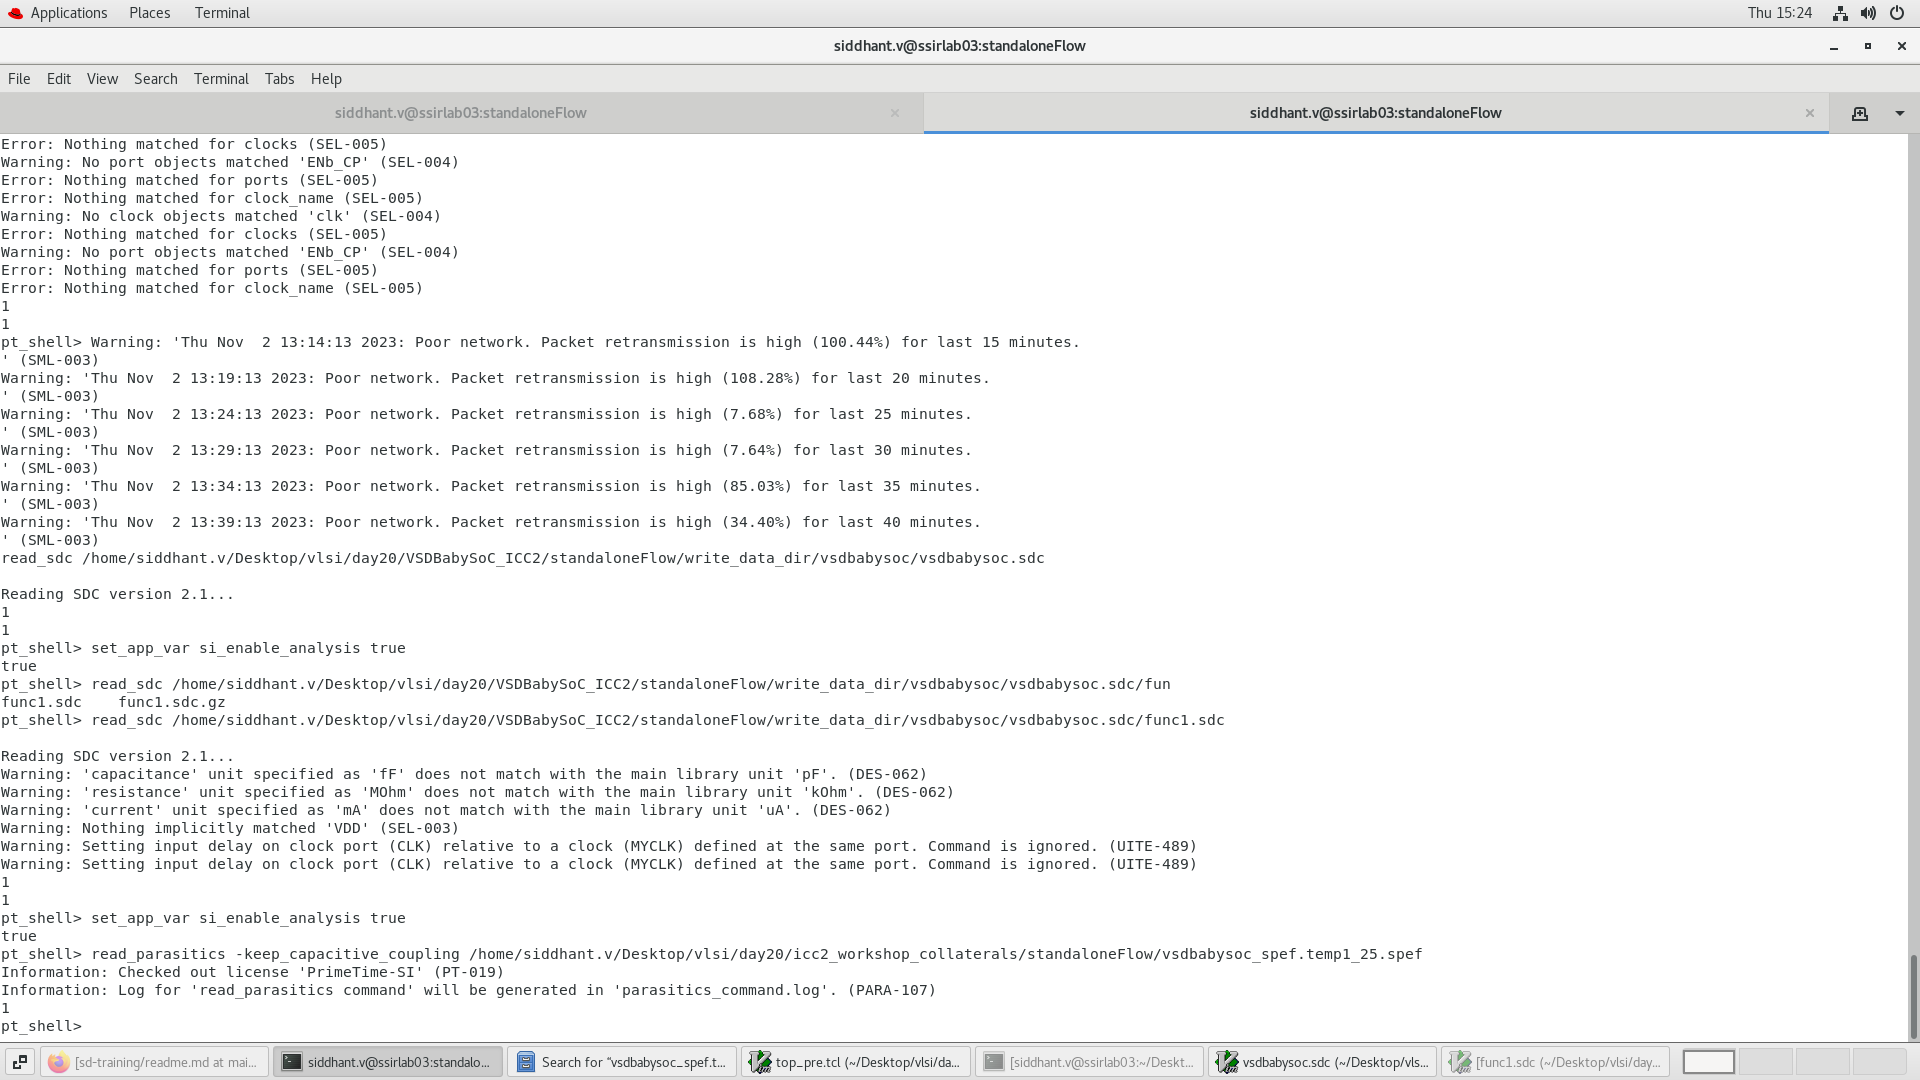 Applications Places Terminal Thu 15:24
siddhant.v@ssirlab03:standaloneFlow
File Edit View Search Terminal Tabs Help
siddhant.v@ssirlab03:standaloneFlow siddhant.v@ssirlab03:standaloneFlow
Error: Nothing matched for clocks (SEL-005)
Warning: No port objects matched 'ENb_CP' (SEL-004)
Error: Nothing matched for ports (SEL-005)
Error: Nothing matched for clock_name (SEL-005)
Warning: No clock objects matched 'clk' (SEL-004)
Error: Nothing matched for clocks (SEL-005)
Warning: No port objects matched 'ENb_CP' (SEL-004)
Error: Nothing matched for ports (SEL-005)
Error: Nothing matched for clock_name (SEL-005)
1
1
pt_shell> Warning: 'Thu Nov  2 13:14:13 2023: Poor network. Packet retransmission is high (100.44%) for last 15 minutes.
' (SML-003)
Warning: 'Thu Nov  2 13:19:13 2023: Poor network. Packet retransmission is high (108.28%) for last 20 minutes.
' (SML-003)
Warning: 'Thu Nov  2 13:24:13 2023: Poor network. Packet retransmission is high (7.68%) for last 25 minutes.
' (SML-003)
Warning: 'Thu Nov  2 13:29:13 2023: Poor network. Packet retransmission is high (7.64%) for last 30 minutes.
' (SML-003)
Warning: 'Thu Nov  2 13:34:13 2023: Poor network. Packet retransmission is high (85.03%) for last 35 minutes.
' (SML-003)
Warning: 'Thu Nov  2 13:39:13 2023: Poor network. Packet retransmission is high (34.40%) for last 40 minutes.
' (SML-003)
read_sdc /home/siddhant.v/Desktop/vlsi/day20/VSDBabySoC_ICC2/standaloneFlow/write_data_dir/vsdbabysoc/vsdbabysoc.sdc
Reading SDC version 2.1...
1
1
pt_shell> set_app_var si_enable_analysis true
true
pt_shell> read_sdc /home/siddhant.v/Desktop/vlsi/day20/VSDBabySoC_ICC2/standaloneFlow/write_data_dir/vsdbabysoc/vsdbabysoc.sdc/fun
func1.sdc    func1.sdc.gz
pt_shell> read_sdc /home/siddhant.v/Desktop/vlsi/day20/VSDBabySoC_ICC2/standaloneFlow/write_data_dir/vsdbabysoc/vsdbabysoc.sdc/func1.sdc
Reading SDC version 2.1...
Warning: 'capacitance' unit specified as 'fF' does not match with the main library unit 'pF'. (DES-062)
Warning: 'resistance' unit specified as 'MOhm' does not match with the main library unit 'kOhm'. (DES-062)
Warning: 'current' unit specified as 'mA' does not match with the main library unit 'uA'. (DES-062)
Warning: Nothing implicitly matched 'VDD' (SEL-003)
Warning: Setting input delay on clock port (CLK) relative to a clock (MYCLK) defined at the same port. Command is ignored. (UITE-489)
Warning: Setting input delay on clock port (CLK) relative to a clock (MYCLK) defined at the same port. Command is ignored. (UITE-489)
1
1
pt_shell> set_app_var si_enable_analysis true
true
pt_shell> read_parasitics -keep_capacitive_coupling /home/siddhant.v/Desktop/vlsi/day20/icc2_workshop_collaterals/standaloneFlow/vsdbabysoc_spef.temp1_25.spef
Information: Checked out license 'PrimeTime-SI' (PT-019)
Information: Log for 'read_parasitics command' will be generated in 'parasitics_command.log'. (PARA-107)
1
pt_shell>
[sd-training/readme.md at mai... siddhant.v@ssirlab03:standalo... Search for “vsdbabysoc_spef.t... top_pre.tcl (~/Desktop/vlsi/da... [siddhant.v@ssirlab03:~/Deskt... vsdbabysoc.sdc (~/Desktop/vls... [func1.sdc (~/Desktop/vlsi/day...